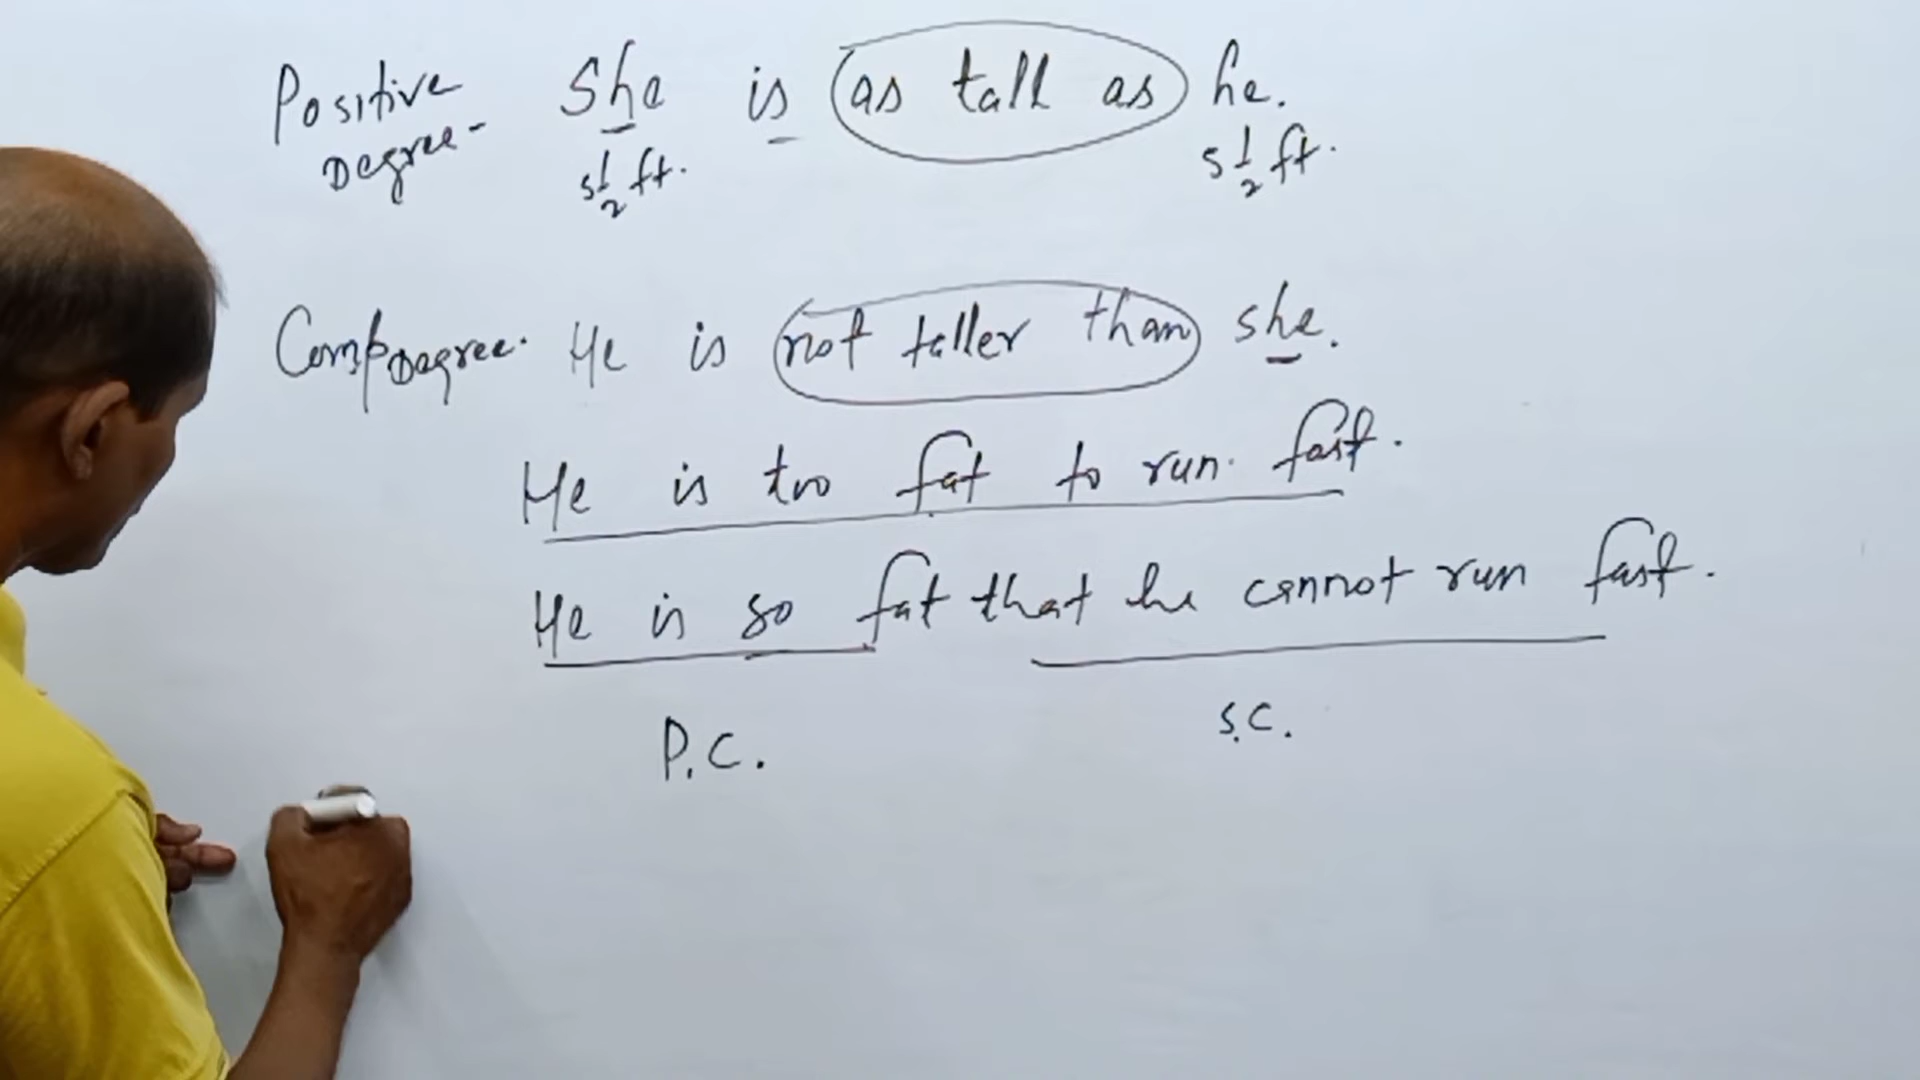 Positive She is as tall as he.
Degree- 5 1/2 ft. 5 1/2 ft.
Comp Degree. He is not taller than she.
He is too fat to run. fast.
He is so fat that he cannot run fast.
P.C. S.C.